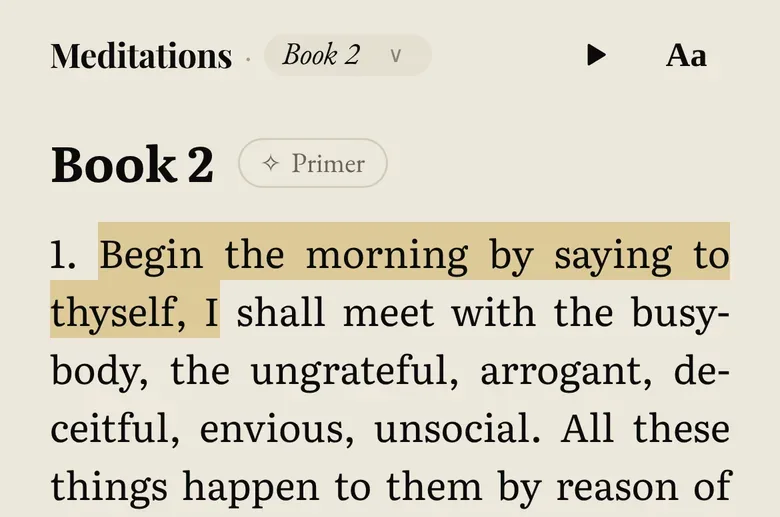 Meditations · Book 2 ∨ Aa
Book 2 ✧ Primer
1. Begin the morning by saying to
thyself, I shall meet with the busy-
body, the ungrateful, arrogant, de-
ceitful, envious, unsocial. All these
things happen to them by reason of